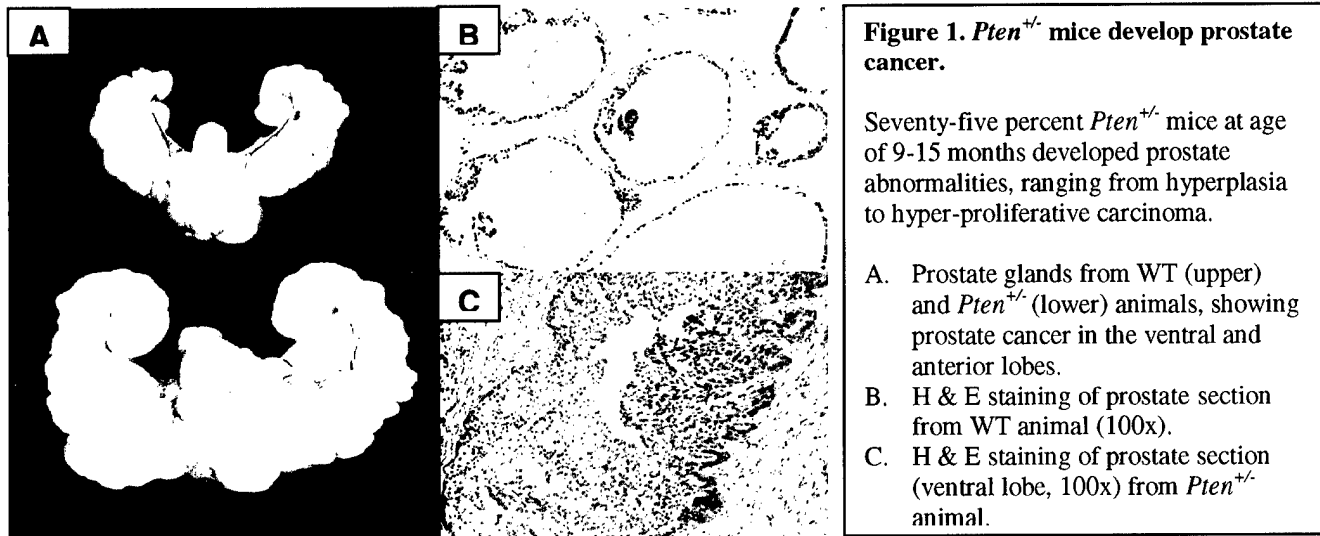 A
B
C
Figure 1. Pten+/- mice develop prostate
cancer.
Seventy-five percent Pten+/- mice at age
of 9-15 months developed prostate
abnormalities, ranging from hyperplasia
to hyper-proliferative carcinoma.
A. Prostate glands from WT (upper)
and Pten+/- (lower) animals, showing
prostate cancer in the ventral and
anterior lobes.
B. H & E staining of prostate section
from WT animal (100x).
C. H & E staining of prostate section
(ventral lobe, 100x) from Pten+/-
animal.